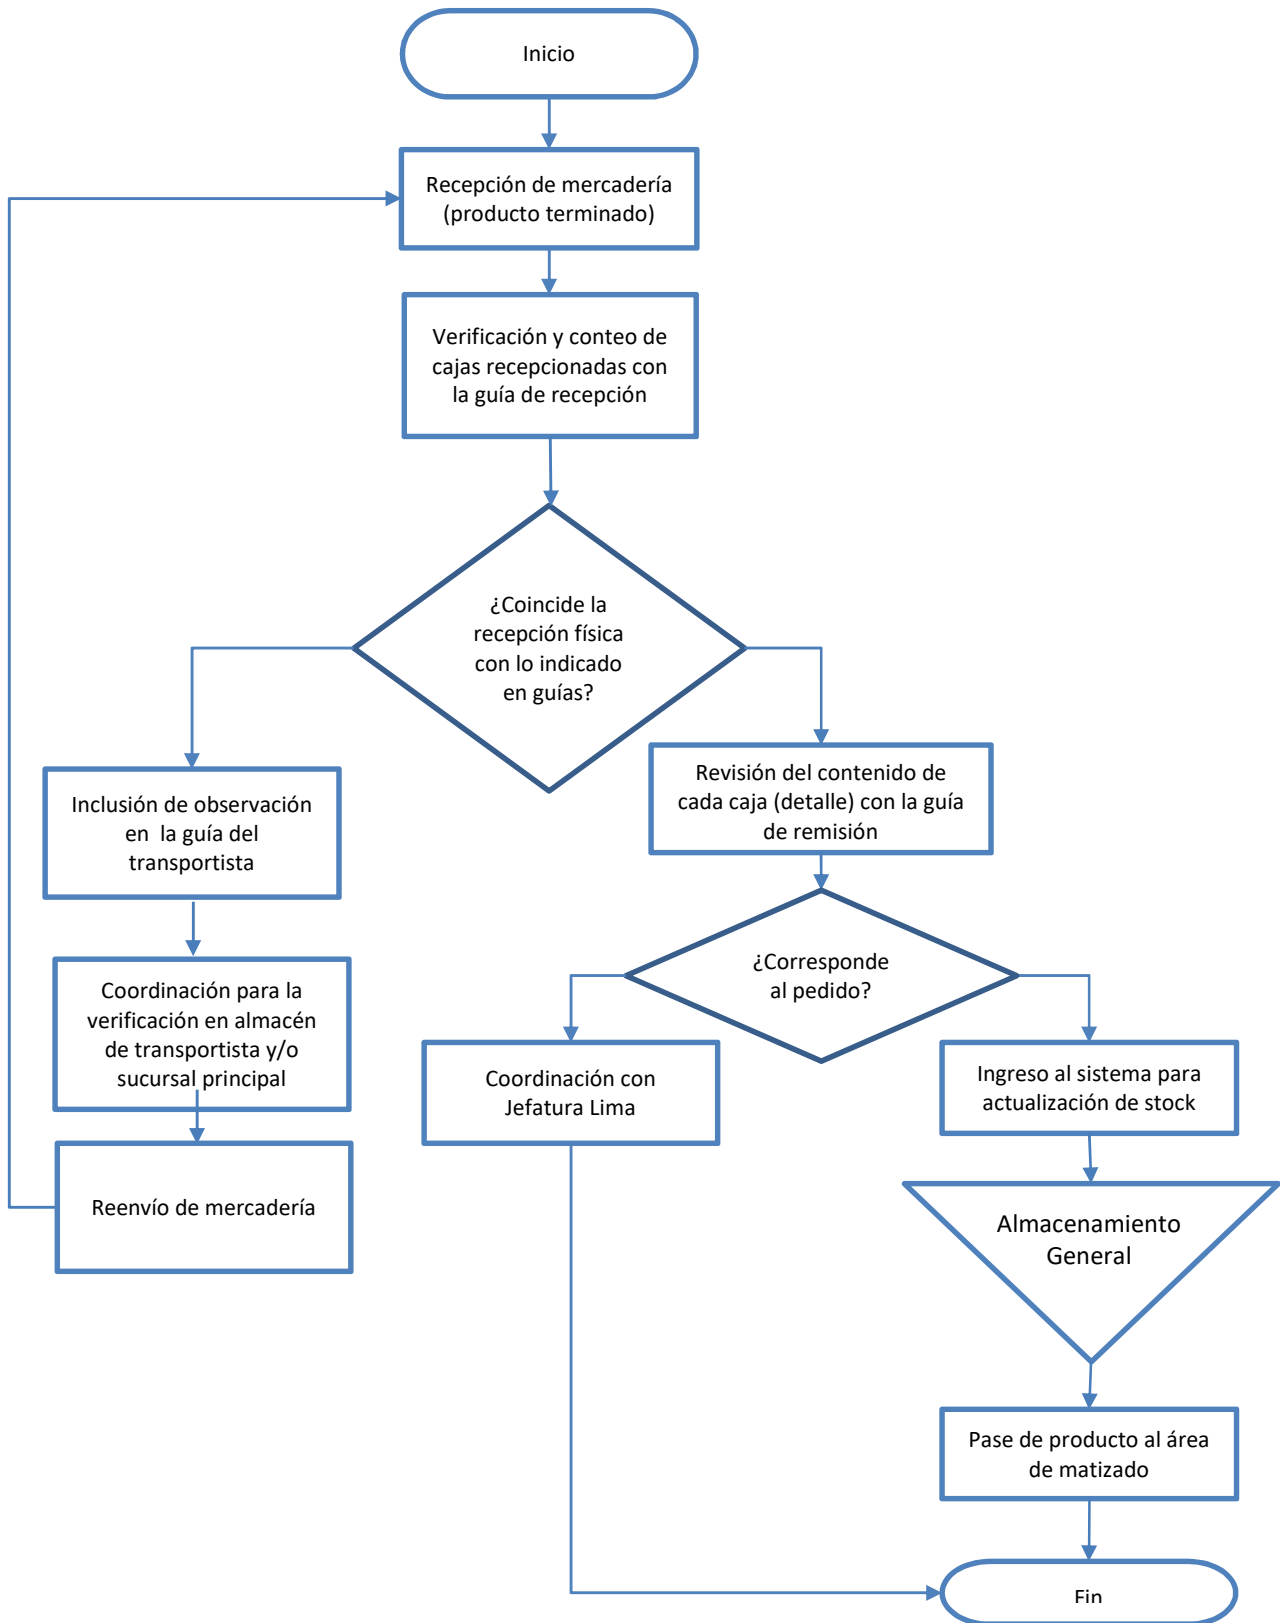 Inicio
Recepción de mercadería
(producto terminado)
Verificación y conteo de
cajas recepcionadas con
la guía de recepción
¿Coincide la
recepción física
con lo indicado
en guías?
Inclusión de observación
en  la guía del
transportista
Coordinación para la
verificación en almacén
de transportista y/o
sucursal principal
Reenvío de mercadería
Revisión del contenido de
cada caja (detalle) con la guía
de remisión
¿Corresponde
al pedido?
Coordinación con
Jefatura Lima
Ingreso al sistema para
actualización de stock
Almacenamiento
General
Pase de producto al área
de matizado
Fin